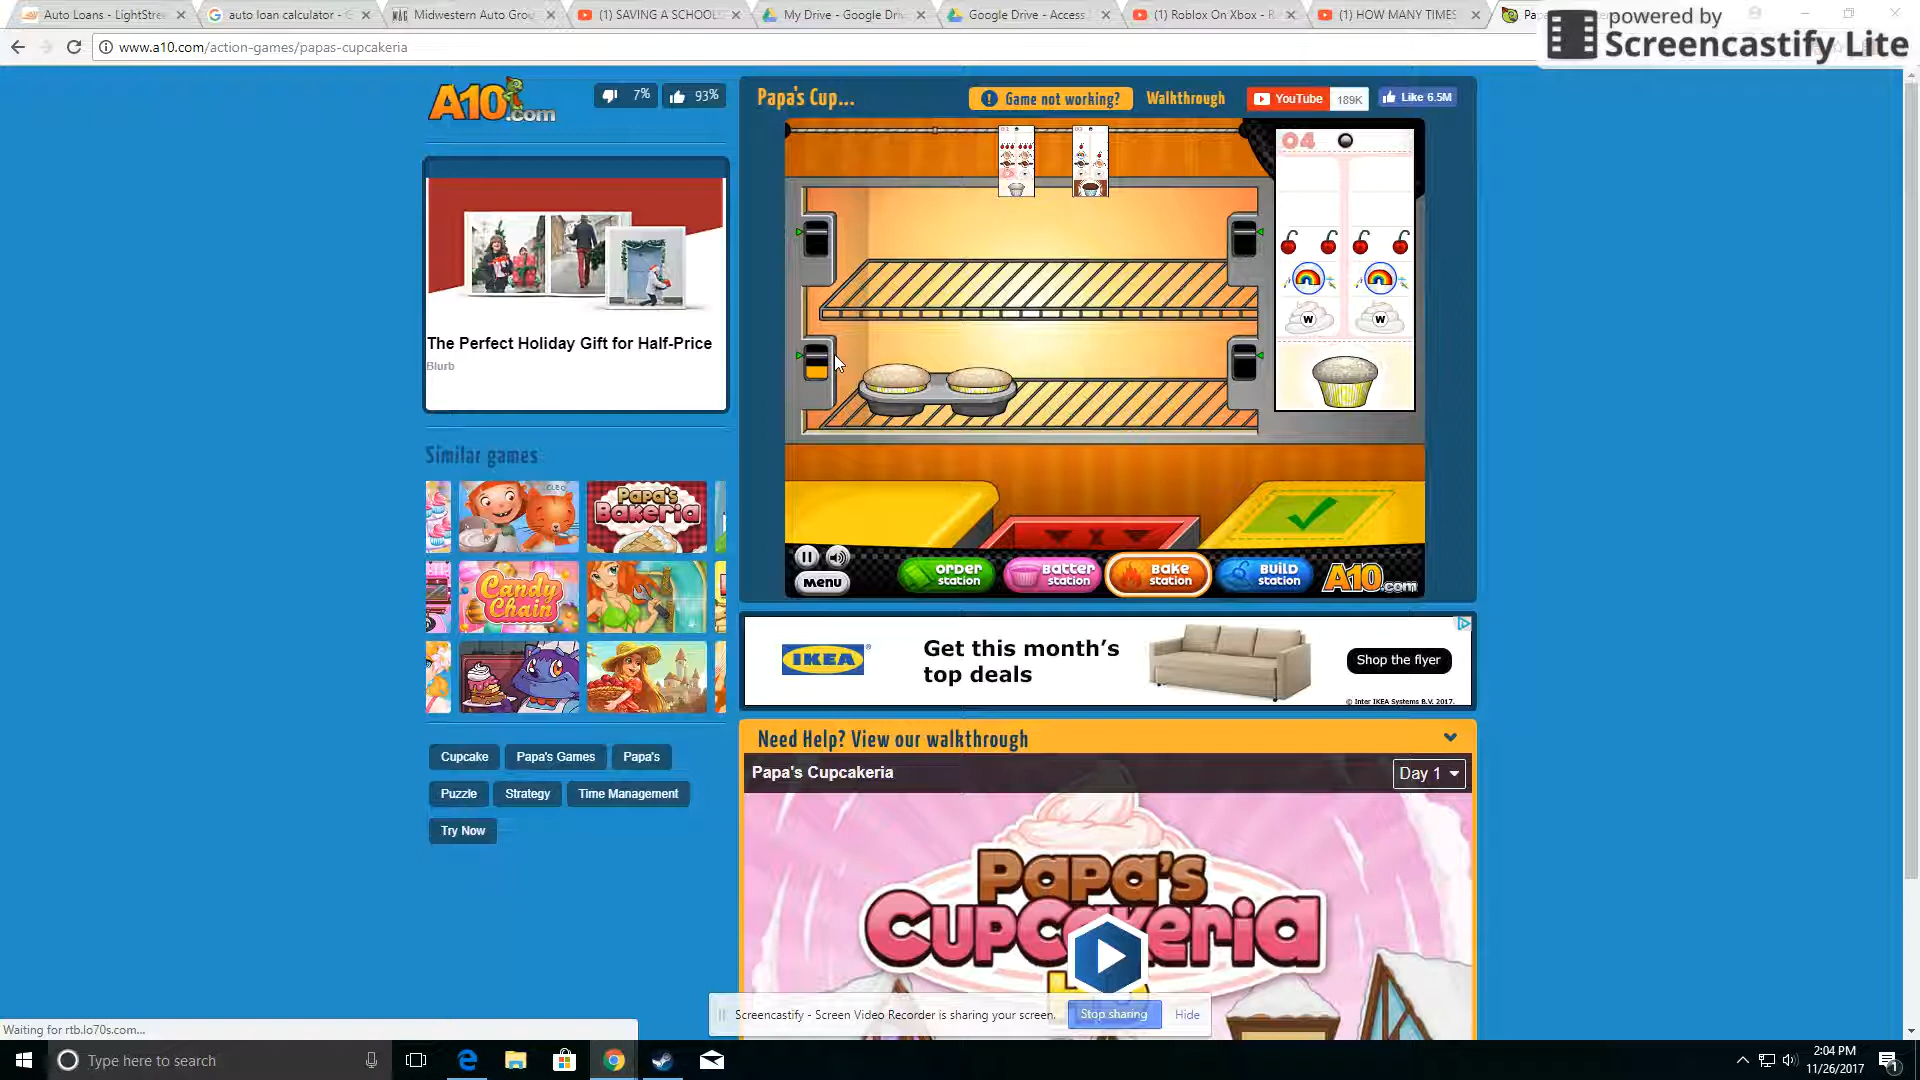 Auto Loans - LightStre
auto loan calculator - G
Midwestern Auto Grou
(1) SAVING A SCHOOL
My Drive - Google Dri
Google Drive - Access
(1) Roblox On Xbox - R
(1) HOW MANY TIMES
Pa
powered by
Screencastify Lite
www.a10.com/action-games/papas-cupcakeria
A10.com
7%
93%
Papa's Cup...
! Game not working?
Walkthrough
YouTube
189K
Like 6.5M
04
W
W
The Perfect Holiday Gift for Half-Price
Blurb
Similar games
CLEO
Papa's
Bakeria
Candy
Chain
X
menu
ORDER
station
Batter
station
BAKE
station
BUILD
station
A10.com
IKEA
Get this month's
top deals
Shop the flyer
© Inter IKEA Systems B.V. 2017.
Cupcake
Papa's Games
Papa's
Puzzle
Strategy
Time Management
Try Now
Need Help? View our walkthrough
Papa's Cupcakeria
Day 1
Papa's
Cupcakeria
Screencastify - Screen Video Recorder is sharing your screen.
Stop sharing
Hide
Waiting for rtb.lo70s.com...
Type here to search
2:04 PM
11/26/2017
1